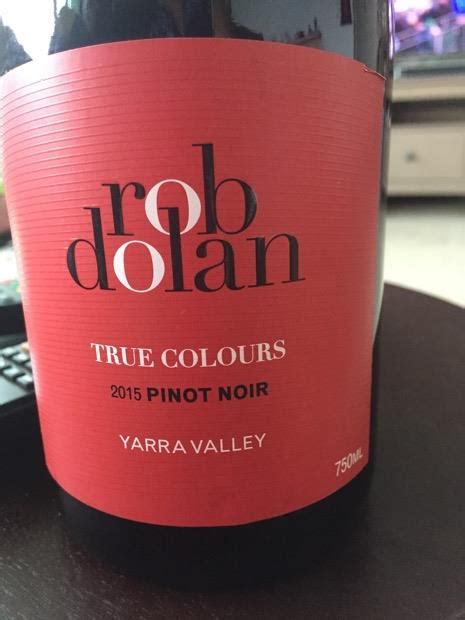 rob
dolan
TRUE COLOURS
2015 PINOT NOIR
YARRA VALLEY
750ML